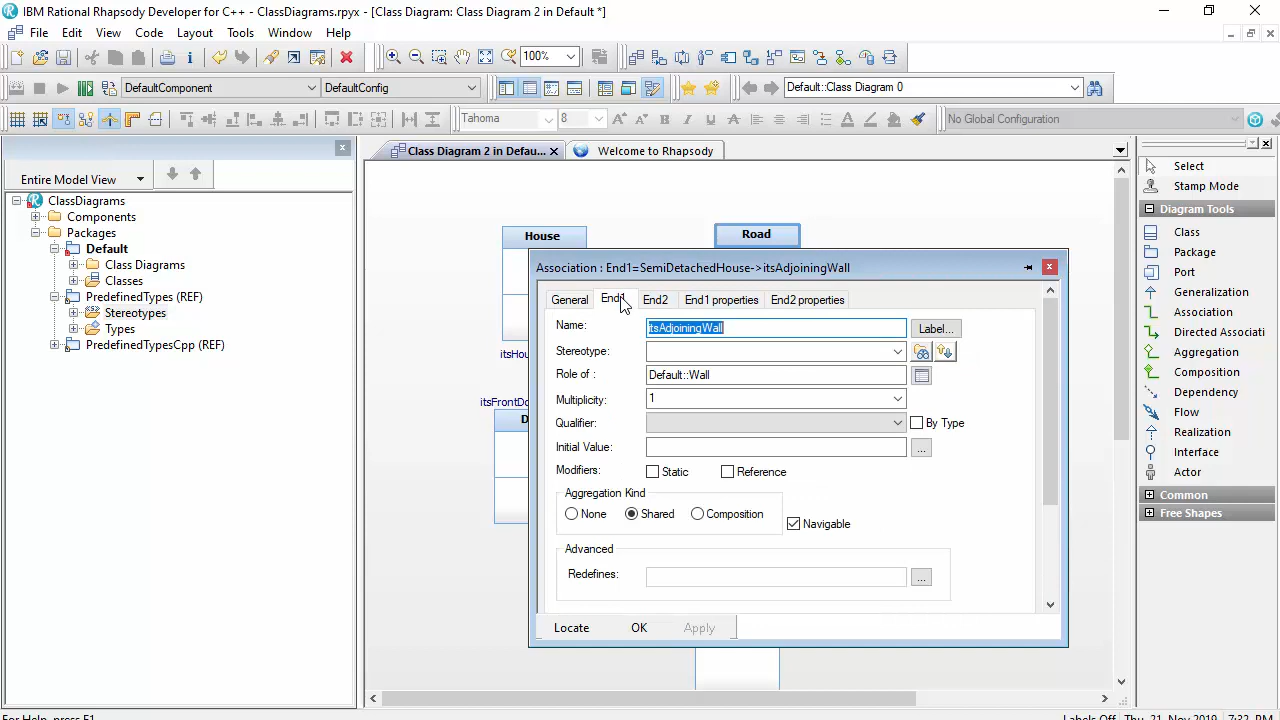 IBM Rational Rhapsody Developer for C++ - ClassDiagrams.rpyx - [Class Diagram: Class Diagram 2 in Default *]
File Edit View Code Layout Tools Window Help
100%
DefaultComponent DefaultConfig Default::Class Diagram 0
Tahoma 8 No Global Configuration
Entire Model View
ClassDiagrams
Components
Packages
Default
Class Diagrams
Classes
PredefinedTypes (REF)
Stereotypes
Types
PredefinedTypesCpp (REF)
Class Diagram 2 in Defau... Welcome to Rhapsody
House Road
itsHou
itsFrontDo
D
Association : End1=SemiDetachedHouse->itsAdjoiningWall
General End1 End2 End1 properties End2 properties
Name: itsAdjoiningWall Label...
Stereotype:
Role of : Default::Wall
Multiplicity: 1
Qualifier: By Type
Initial Value: ...
Modifiers: Static Reference
Aggregation Kind
None Shared Composition Navigable
Advanced
Redefines: ...
Locate OK Apply
Select
Stamp Mode
Diagram Tools
Class
Package
Port
Generalization
Association
Directed Associati
Aggregation
Composition
Dependency
Flow
Realization
Interface
Actor
Common
Free Shapes
For Help, press F1 Labels Off Thu, 21, Nov 2019 7:32 PM